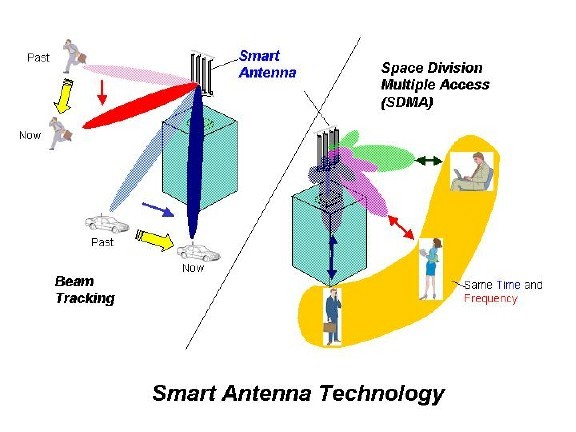 Past
Smart
Antenna
Space Division
Multiple Access
(SDMA)
Now
Past
Now
Beam
Tracking
Same Time and
Frequency
Smart Antenna Technology